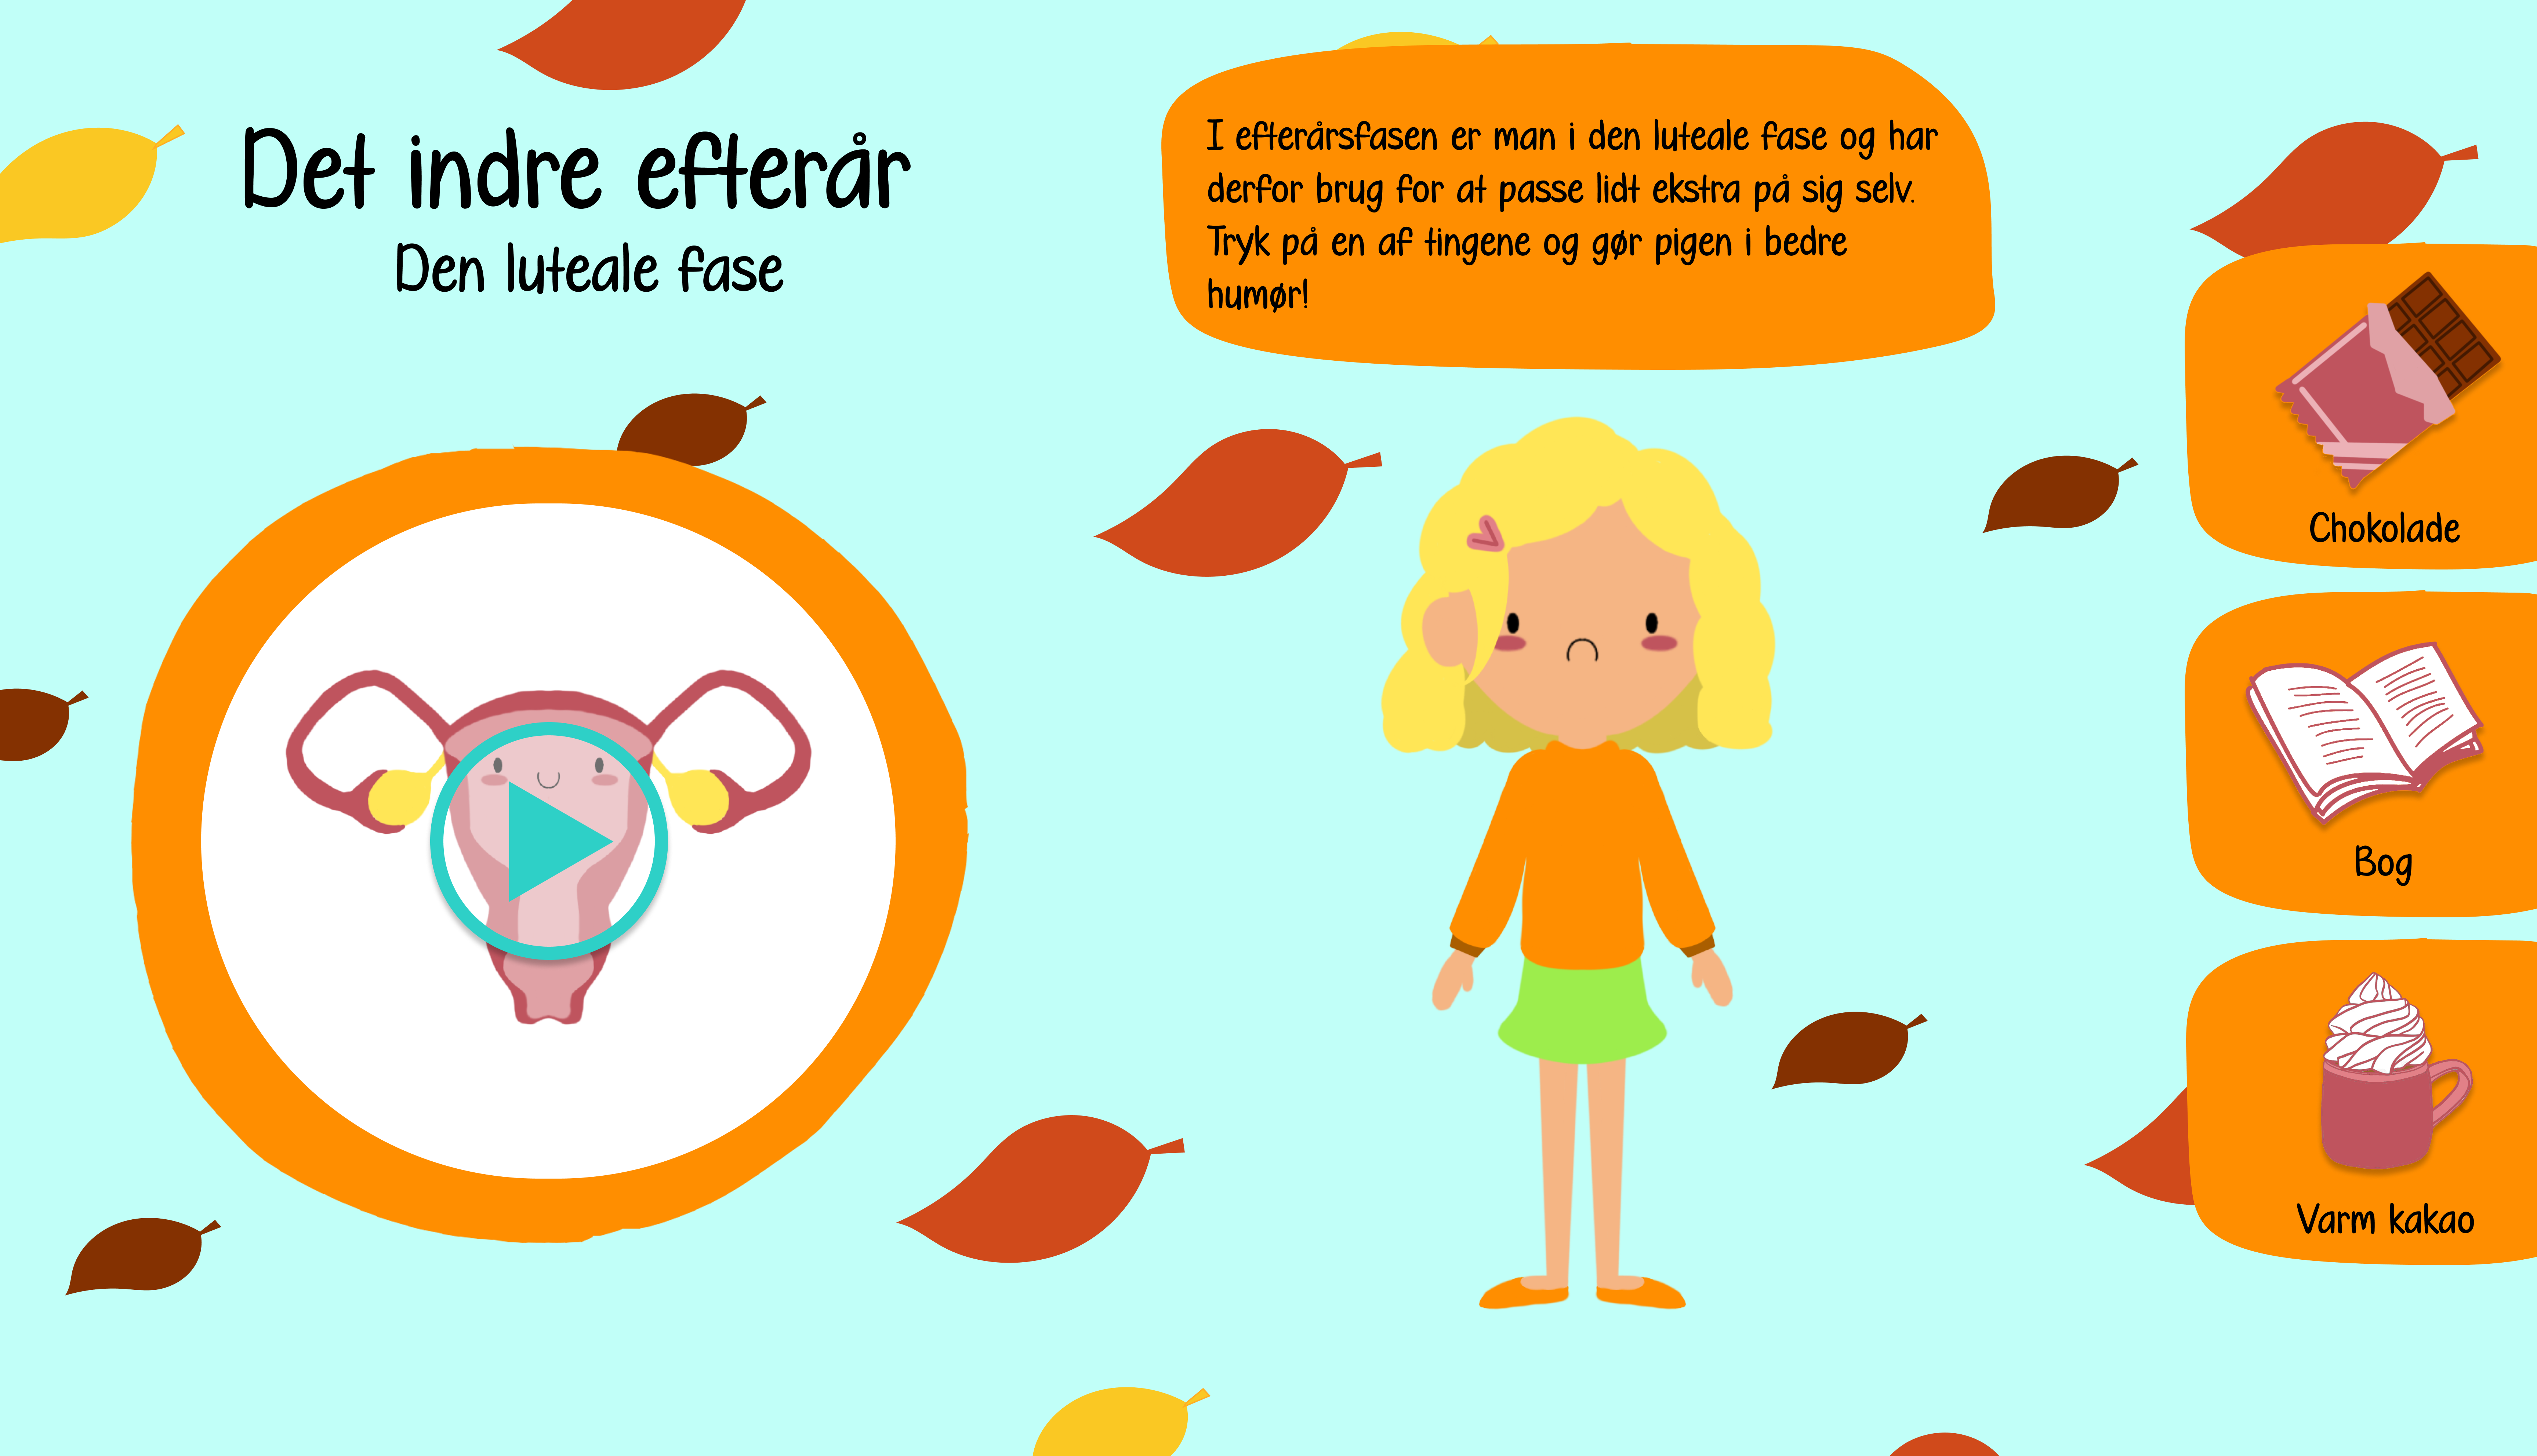 Det indre efterår
Den luteale fase
I efterårsfasen er man i den luteale fase og har
derfor brug for at passe lidt ekstra på sig selv.
Tryk på en af tingene og gør pigen i bedre
humør!
Chokolade
Bog
Varm kakao